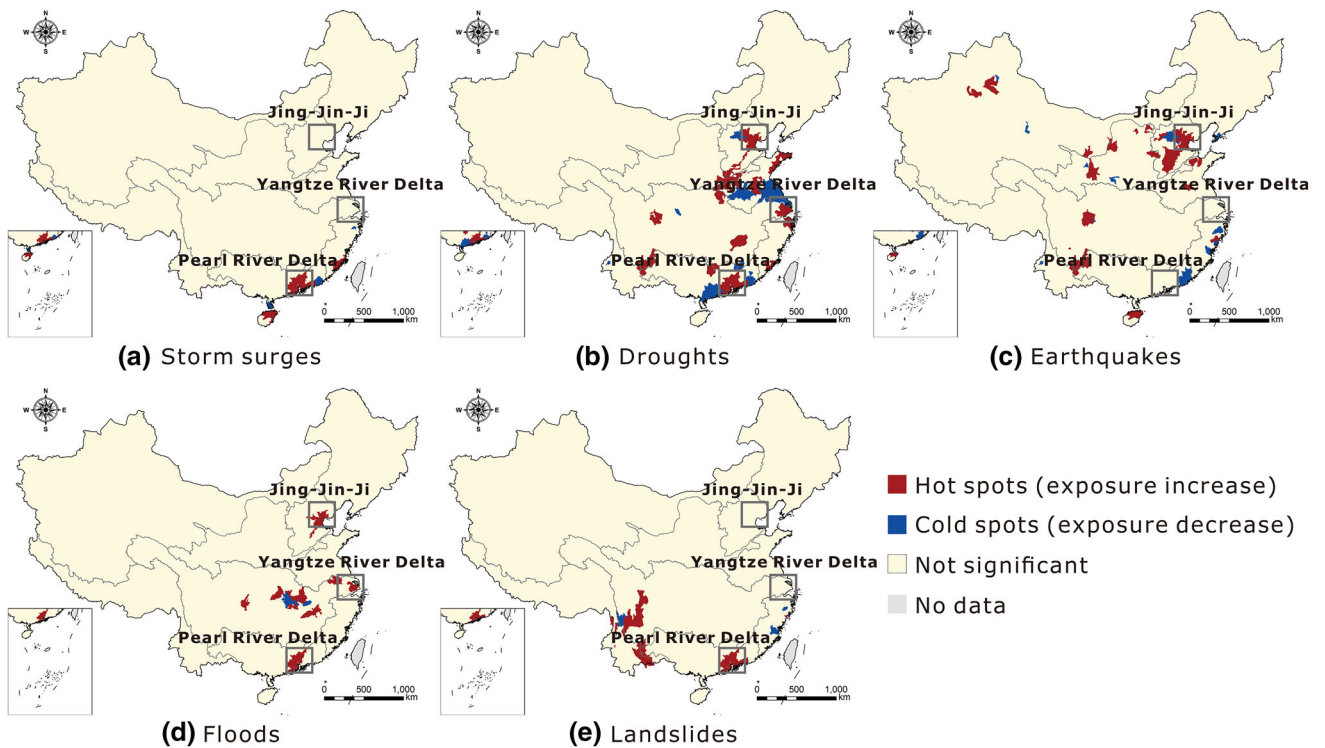 N
W E
S
Jing-Jin-Ji
Yangtze River Delta
Pearl River Delta
0 500 1,000
km
(a) Storm surges
N
W E
S
Jing-Jin-Ji
Yangtze River Delta
Pearl River Delta
0 500 1,000
km
(b) Droughts
N
W E
S
Jing-Jin-Ji
Yangtze River Delta
Pearl River Delta
0 500 1,000
km
(c) Earthquakes
N
W E
S
Jing-Jin-Ji
Yangtze River Delta
Pearl River Delta
0 500 1,000
km
(d) Floods
N
W E
S
Jing-Jin-Ji
Yangtze River Delta
Pearl River Delta
0 500 1,000
km
(e) Landslides
Hot spots (exposure increase)
Cold spots (exposure decrease)
Not significant
No data